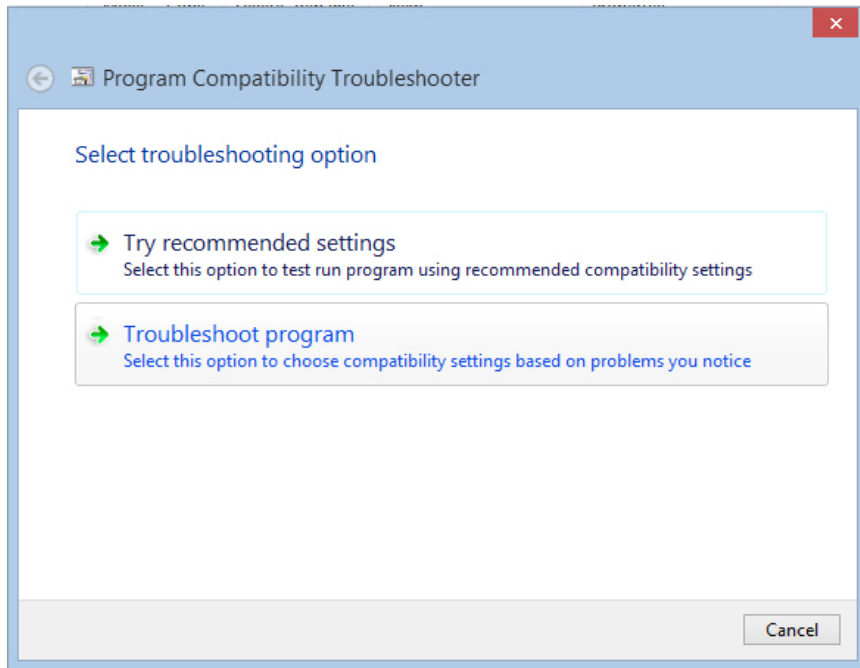 Program Compatibility Troubleshooter
Select troubleshooting option
Try recommended settings
Select this option to test run program using recommended compatibility settings
Troubleshoot program
Select this option to choose compatibility settings based on problems you notice
Cancel